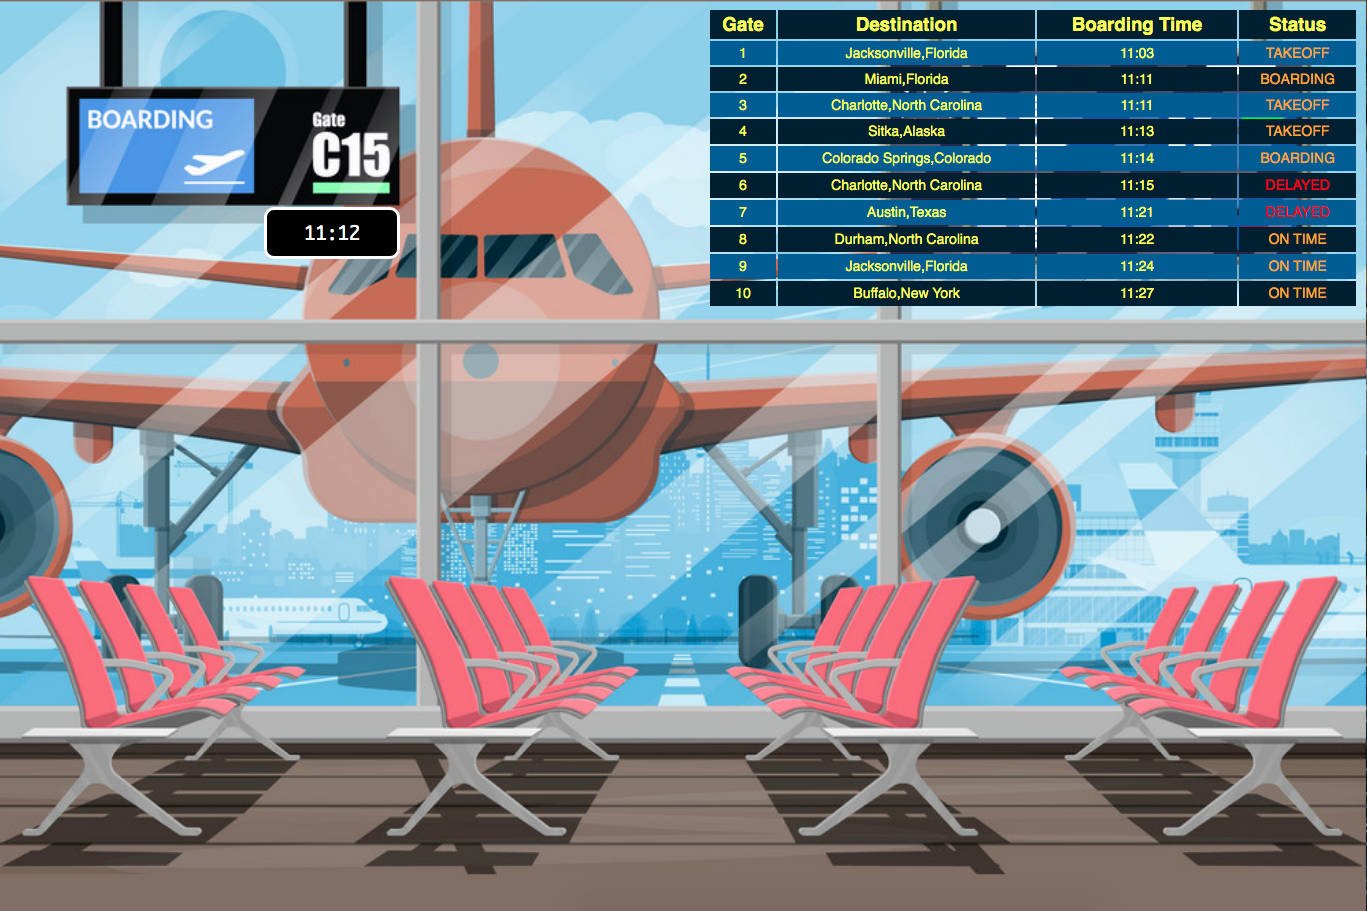 BOARDING
Gate
C15
11:12
Gate Destination Boarding Time Status
1 Jacksonville,Florida 11:03 TAKEOFF
2 Miami,Florida 11:11 BOARDING
3 Charlotte,North Carolina 11:11 TAKEOFF
4 Sitka,Alaska 11:13 TAKEOFF
5 Colorado Springs,Colorado 11:14 BOARDING
6 Charlotte,North Carolina 11:15 DELAYED
7 Austin,Texas 11:21 DELAYED
8 Durham,North Carolina 11:22 ON TIME
9 Jacksonville,Florida 11:24 ON TIME
10 Buffalo,New York 11:27 ON TIME